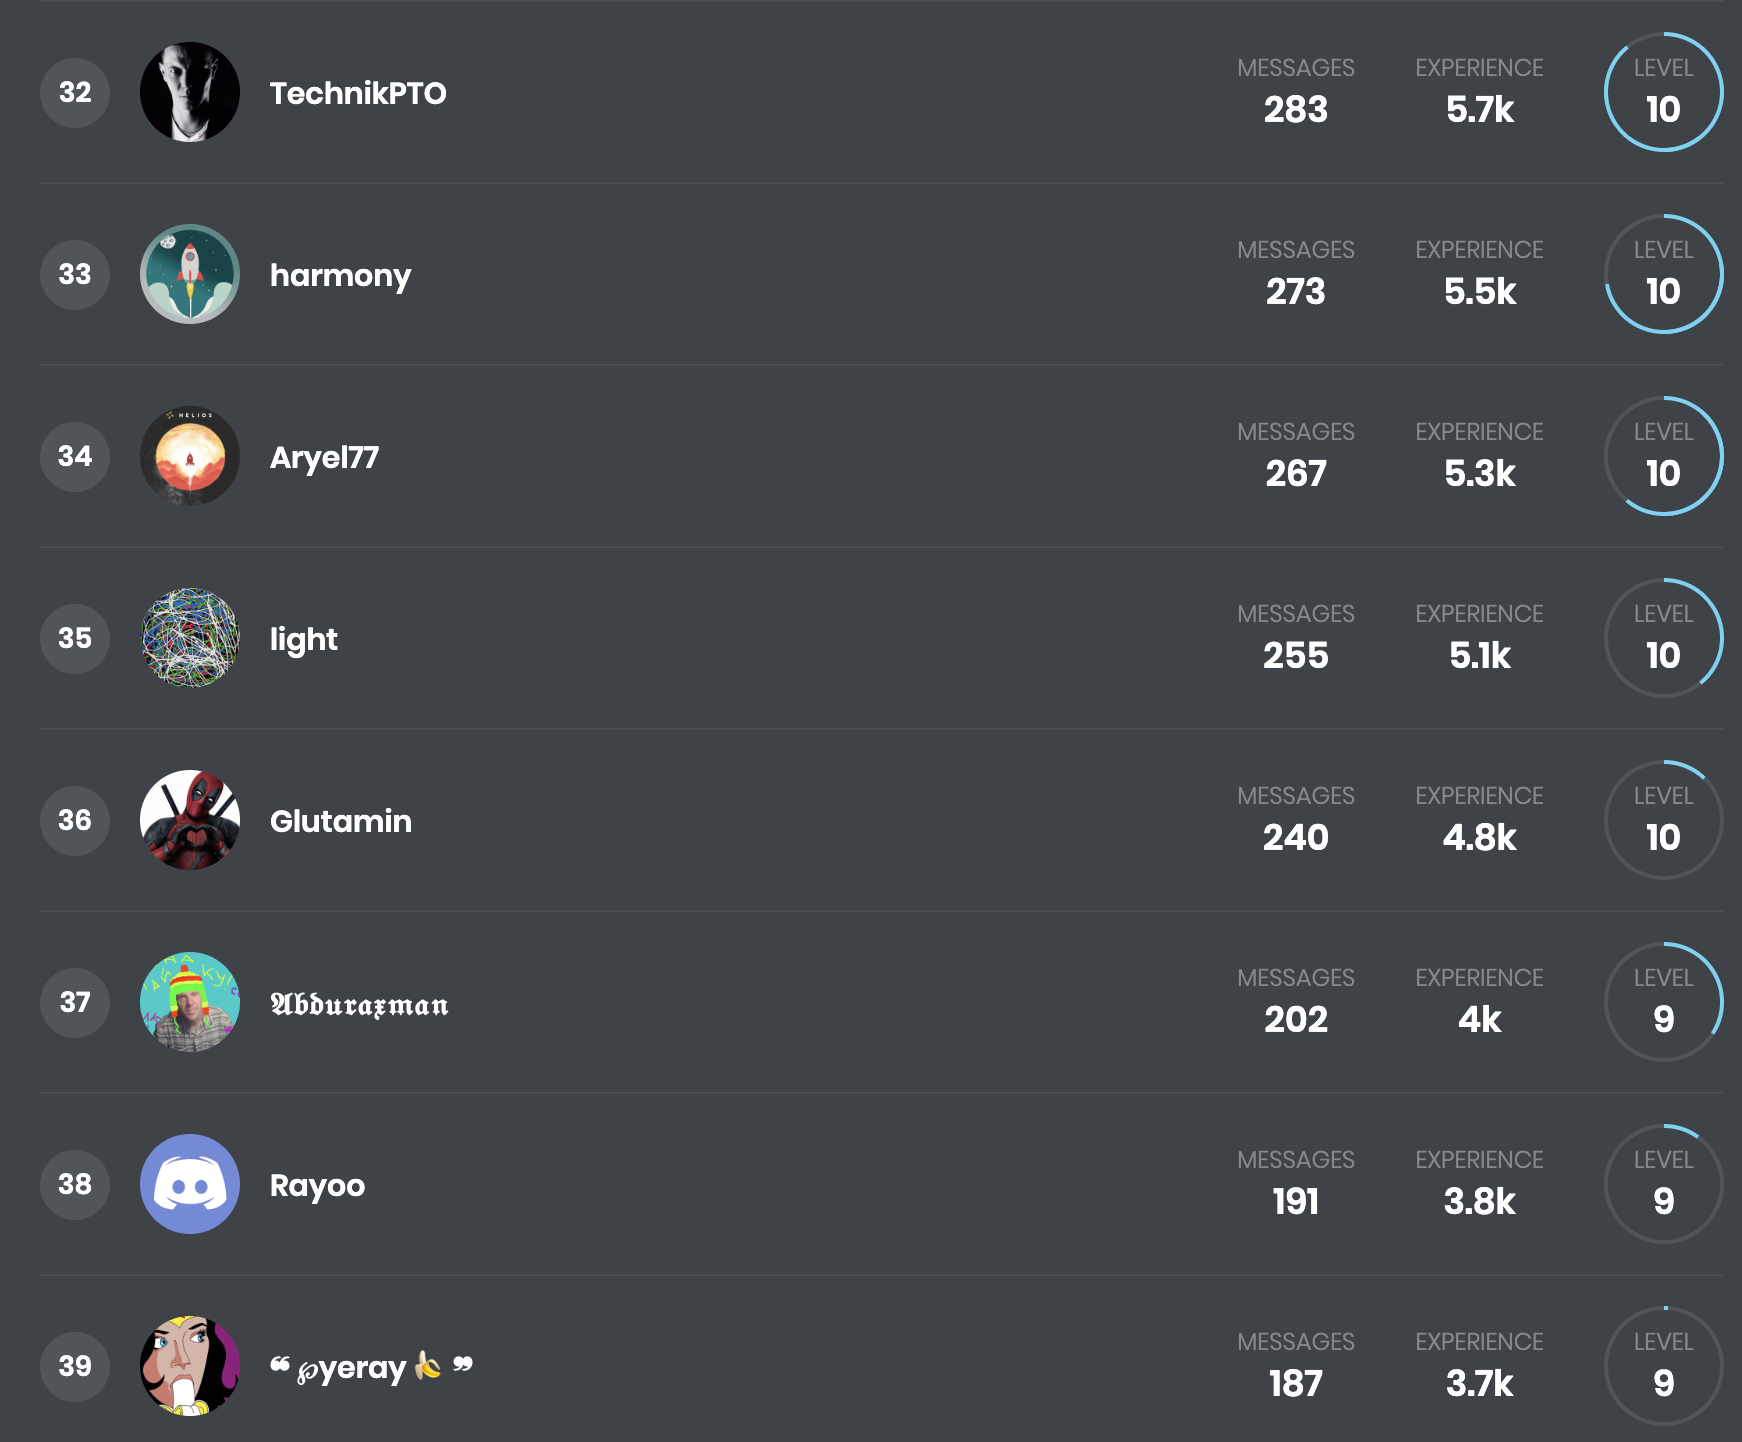 32 TechnikPTO MESSAGES 283 EXPERIENCE 5.7k LEVEL 10
33 harmony MESSAGES 273 EXPERIENCE 5.5k LEVEL 10
HELIOS
34 Aryel77 MESSAGES 267 EXPERIENCE 5.3k LEVEL 10
35 light MESSAGES 255 EXPERIENCE 5.1k LEVEL 10
36 Glutamin MESSAGES 240 EXPERIENCE 4.8k LEVEL 10
37 𝕬𝖇𝖉𝖚𝖗𝖆𝖝𝖒𝖆𝖓 MESSAGES 202 EXPERIENCE 4k LEVEL 9
38 Rayoo MESSAGES 191 EXPERIENCE 3.8k LEVEL 9
39 ❝ ℘yeray 🍌 ❞ MESSAGES 187 EXPERIENCE 3.7k LEVEL 9